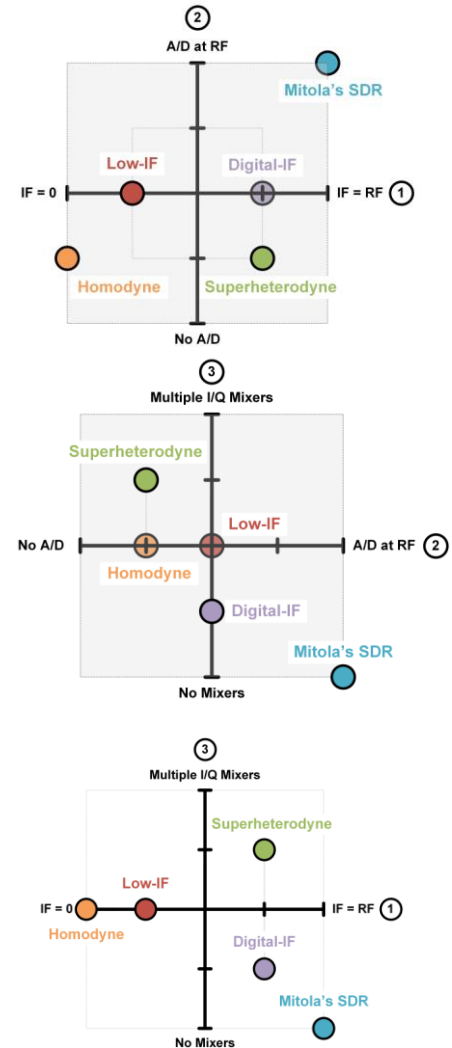 2
A/D at RF
Mitola's SDR
Low-IF
Digital-IF
IF = 0
IF = RF 1
Homodyne
Superheterodyne
No A/D
3
Multiple I/Q Mixers
Superheterodyne
Low-IF
No A/D
A/D at RF 2
Homodyne
Digital-IF
Mitola's SDR
No Mixers
3
Multiple I/Q Mixers
Superheterodyne
Low-IF
IF = 0
IF = RF 1
Homodyne
Digital-IF
Mitola's SDR
No Mixers